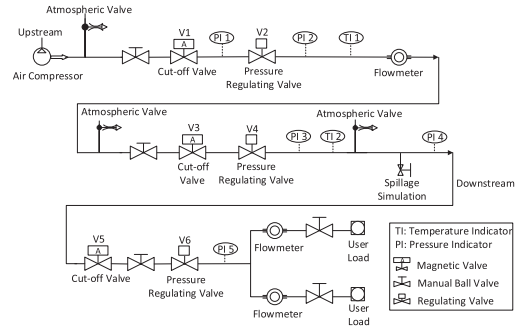 Atmospheric Valve
Upstream
V1
A
PI 1
V2
PI 2
TI 1
Air Compressor
Cut-off Valve
Pressure
Regulating Valve
Flowmeter
Atmospheric Valve
Atmospheric Valve
V3
A
V4
PI 3
TI 2
PI 4
Cut-off
Valve
Pressure
Regulating Valve
Spillage
Simulation
Downstream
V5
A
V6
PI 5
Cut-off Valve
Pressure
Regulating Valve
Flowmeter
User
Load
Flowmeter
User
Load
TI: Temperature Indicator
PI: Pressure Indicator
Magnetic Valve
Manual Ball Valve
Regulating Valve